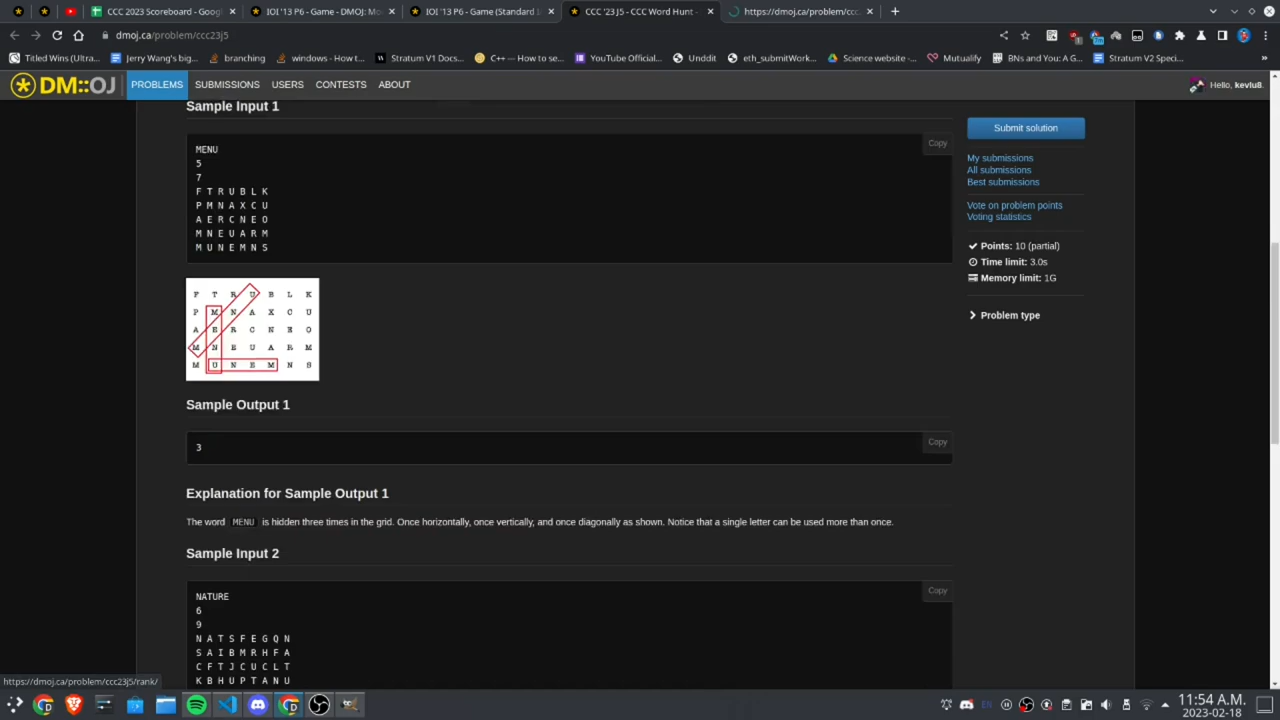 CCC 2023 Scoreboard - Googl
IOI '13 P6 - Game - DMOJ: Mo
IOI '13 P6 - Game (Standard I
CCC '23 J5 - CCC Word Hunt -
https://dmoj.ca/problem/ccc
dmoj.ca/problem/ccc23j5
Titled Wins (Ultra...
Jerry Wang's big...
branching
windows - How t...
Stratum V1 Docs...
C++ — How to se...
YouTube Official...
Unddit
eth_submitWork...
Science website -...
Mutualify
BNs and You: A G...
Stratum V2 Speci...
DM::OJ
PROBLEMS
SUBMISSIONS
USERS
CONTESTS
ABOUT
Hello, kevlu8.
Sample Input 1
Copy
MENU
5
7
F T R U B L K
P M N A X C U
A E R C N E O
M N E U A R M
M U N E M N S
F T R U B L K
P M N A X C U
A E R C N E O
M N E U A R M
M U N E M N S
Sample Output 1
Copy
3
Explanation for Sample Output 1
The word MENU is hidden three times in the grid. Once horizontally, once vertically, and once diagonally as shown. Notice that a single letter can be used more than once.
Sample Input 2
Copy
NATURE
6
9
N A T S F E G Q N
S A I B M R H F A
C F T J C U C L T
K B H U P T A N U
Submit solution
My submissions
All submissions
Best submissions
Vote on problem points
Voting statistics
Points: 10 (partial)
Time limit: 3.0s
Memory limit: 1G
Problem type
https://dmoj.ca/problem/ccc23j5/rank/
EN
11:54 A.M.
2023-02-18